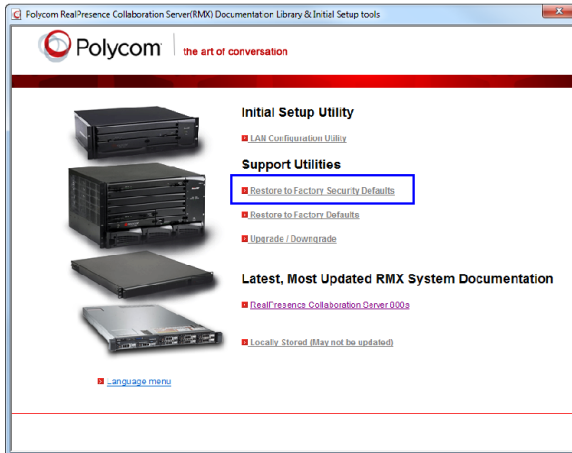 Polycom RealPresence Collaboration Server(RMX) Documentation Library & Initial Setup tools
Polycom
the art of conversation
Initial Setup Utility
LAN Configuration Utility
Support Utilities
Restore to Factory Security Defaults
Restore to Factory Defaults
Upgrade / Downgrade
Latest, Most Updated RMX System Documentation
RealPresence Collaboration Server 800s
Locally Stored (May not be updated)
Language menu